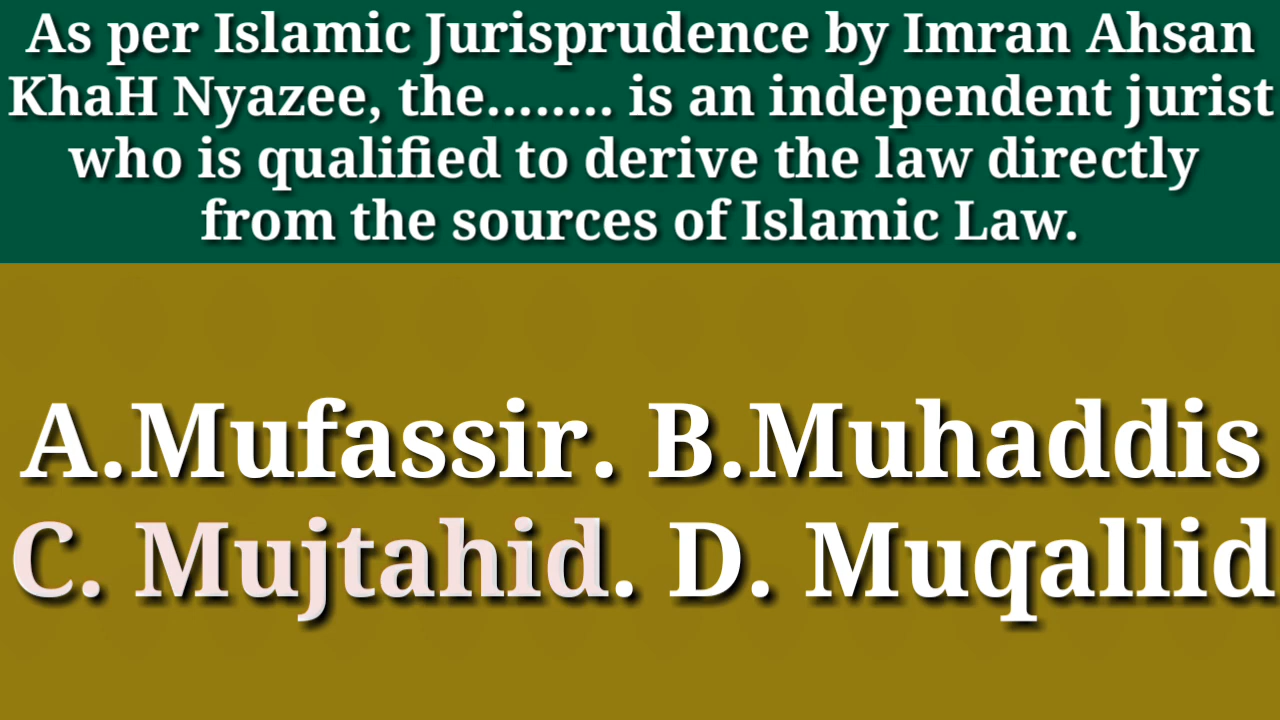 As per Islamic Jurisprudence by Imran Ahsan
KhaH Nyazee, the........ is an independent jurist
who is qualified to derive the law directly
from the sources of Islamic Law.
A.Mufassir. B.Muhaddis
C. Mujtahid. D. Muqallid